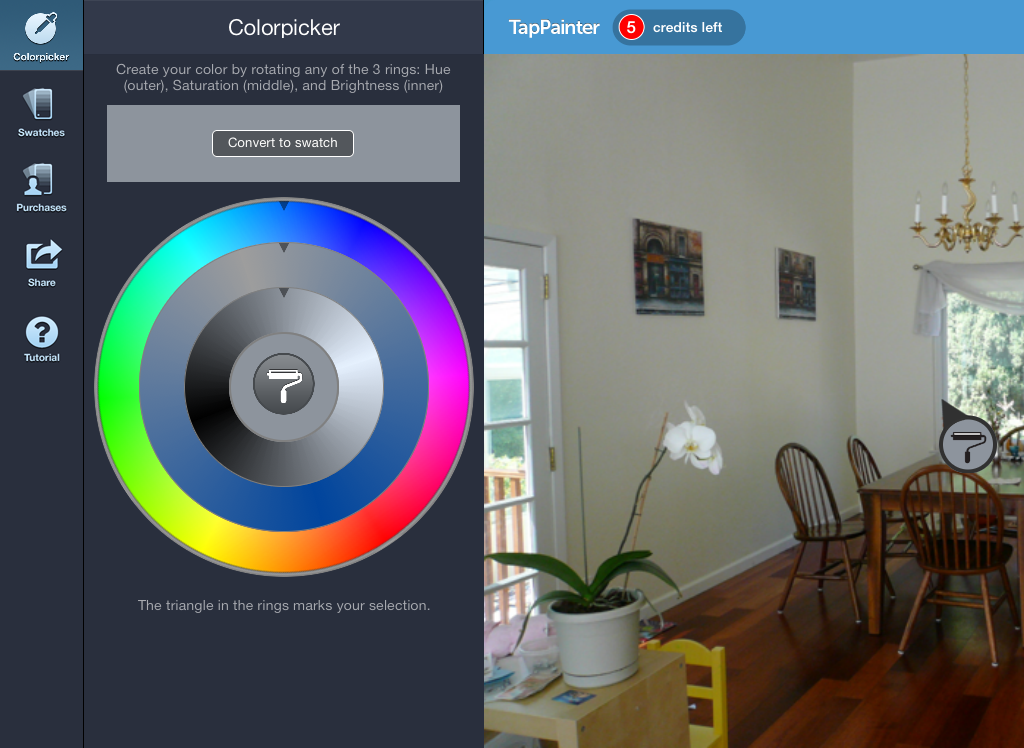 Colorpicker
TapPainter
5 credits left
Colorpicker
Create your color by rotating any of the 3 rings: Hue
(outer), Saturation (middle), and Brightness (inner)
Convert to swatch
Swatches
Purchases
Share
?
Tutorial
The triangle in the rings marks your selection.